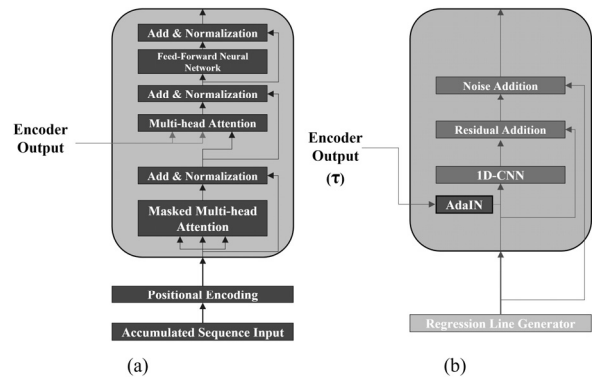 Add & Normalization
Feed-Forward Neural
Network
Add & Normalization
Multi-head Attention
Encoder
Output
Add & Normalization
Masked Multi-head
Attention
Positional Encoding
Accumulated Sequence Input
(a)
Noise Addition
Residual Addition
Encoder
Output
(τ)
1D-CNN
AdaIN
Regression Line Generator
(b)